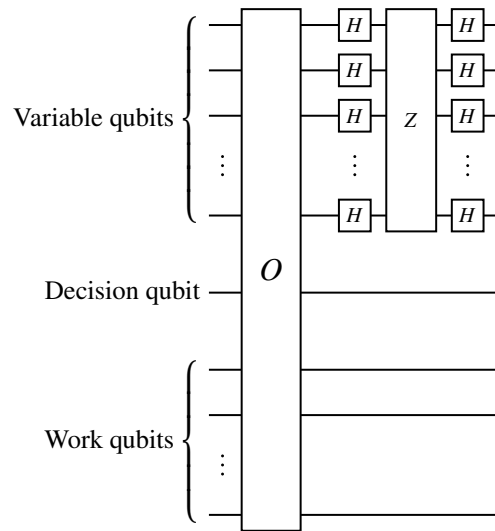 H H
H H
Variable qubits H Z H
⋮ ⋮ ⋮
H H
O
Decision qubit
Work qubits
⋮